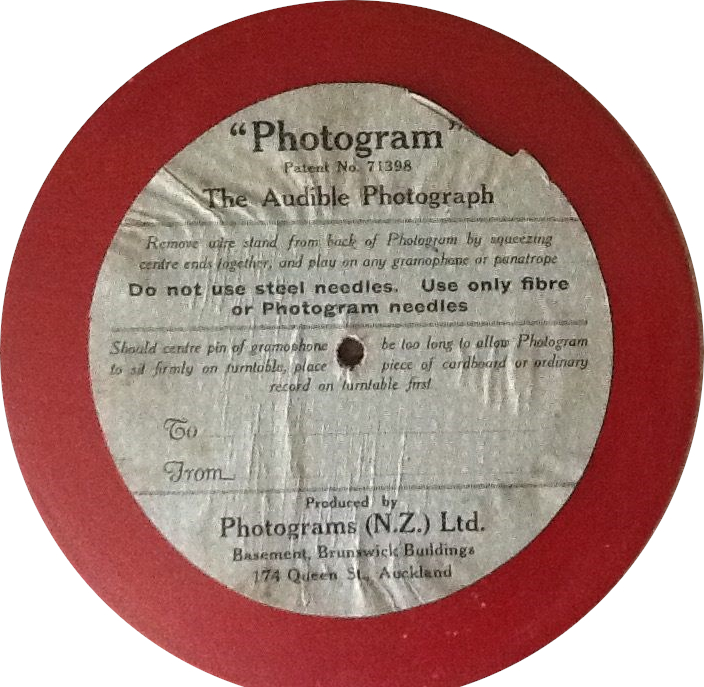 “Photogram”
Patent No. 71398
The Audible Photograph
Remove wire stand from back of Photogram by squeezing
centre ends together, and play on any gramophone or panatrope
Do not use steel needles. Use only fibre
or Photogram needles
Should centre pin of gramophone be too long to allow Photogram
to sit firmly on turntable, place piece of cardboard or ordinary
record on turntable first
To
From
Produced by
Photograms (N.Z.) Ltd.
Basement, Brunswick Buildings
174 Queen St., Auckland